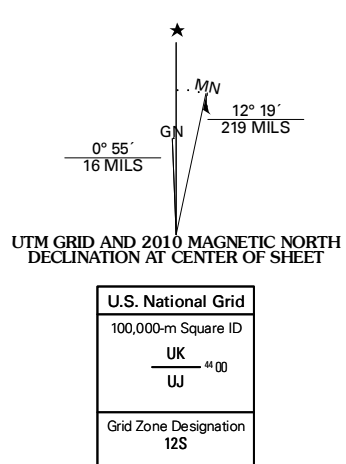 ★
MN
GN
12° 19´
219 MILS
0° 55´
16 MILS
UTM GRID AND 2010 MAGNETIC NORTH
DECLINATION AT CENTER OF SHEET
U.S. National Grid
100,000-m Square ID
UK
44 00
UJ
Grid Zone Designation
12S